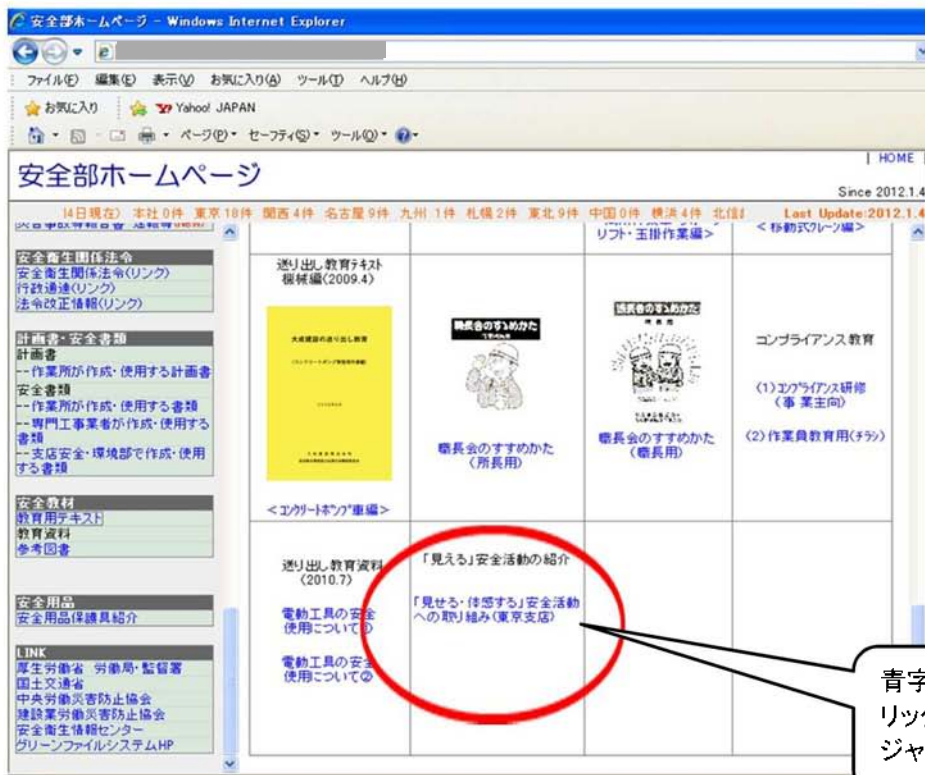 安全部ホームページ - Windows Internet Explorer
ファイル(F) 編集(E) 表示(V) お気に入り(A) ツール(T) ヘルプ(H)
お気に入り Yahoo! JAPAN
ページ(P) セーフティ(S) ツール(O)
安全部ホームページ
| HOME |
Since 2012.1.4
14日現在) 本社0件 東京18件 関西4件 名古屋9件 九州1件 札幌2件 東北9件 中国0件 横浜4件 北信
Last Update:2012.1.4
安全衛生関係法令
安全衛生関係法令(リンク)
行政通達(リンク)
法令改正情報(リンク)
計画書・安全書類
計画書
--作業所が作成・使用する計画書
安全書類
--作業所が作成・使用する書類
--専門工事業者が作成・使用する
書類
--支店安全・環境部で作成・使用
する書類
安全教材
教育用テキスト
教育資料
参考図書
安全用品
安全用品保護具紹介
LINK
厚生労働省 労働局・監督署
国土交通省
中央労働災害防止協会
建設業労働災害防止協会
安全衛生情報センター
グリーンファイルシステムHP
リフト・玉掛作業編>
<移動式クレーン編>
送り出し教育テキスト
機械編(2009.4)
大成建設の送り出し教育
<コンクリートポンプ車編>
職長会のすすめかた
職長会のすすめかた
(所長用)
職長会のすすめかた
職長用
職長会のすすめかた
(職長用)
コンプライアンス教育
(1)コンプライアンス研修
(事業主向)
(2)作業員教育用(チラシ)
送り出し教育資料
(2010.7)
電動工具の安全
使用について①
電動工具の安全
使用について②
「見える」安全活動の紹介
「見せる・体感する」安全活動
への取り組み(東京支店)
青字
リック
ジャ